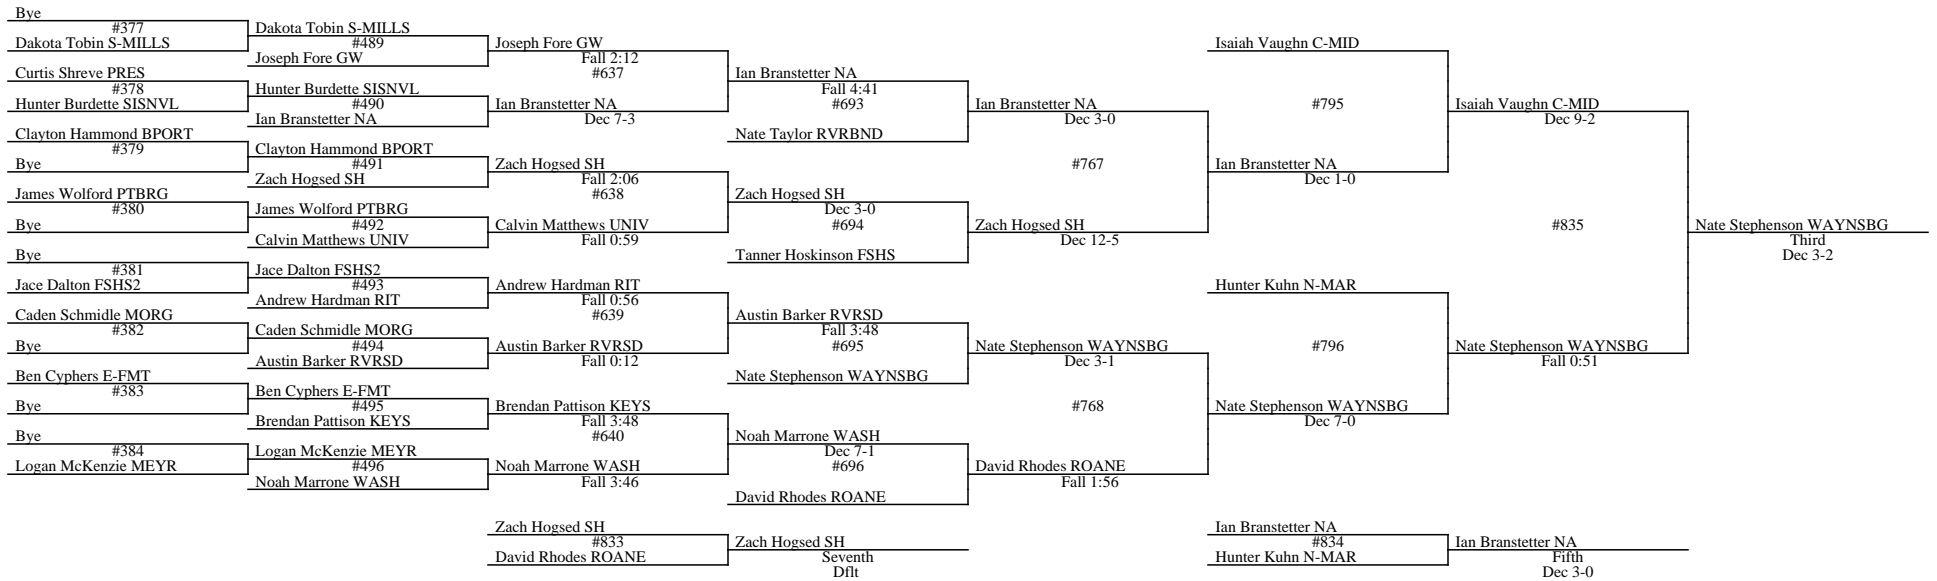 Bye
#377
Dakota Tobin S-MILLS
Curtis Shreve PRES
#378
Hunter Burdette SISNVL
Clayton Hammond BPORT
#379
Bye
James Wolford PTBRG
#380
Bye
Bye
#381
Jace Dalton FSHS2
Caden Schmidle MORG
#382
Bye
Ben Cyphers E-FMT
#383
Bye
Bye
#384
Logan McKenzie MEYR
Dakota Tobin S-MILLS
#489
Joseph Fore GW
Hunter Burdette SISNVL
#490
Ian Branstetter NA
Clayton Hammond BPORT
#491
Zach Hogsed SH
James Wolford PTBRG
#492
Calvin Matthews UNIV
Jace Dalton FSHS2
#493
Andrew Hardman RIT
Caden Schmidle MORG
#494
Austin Barker RVRSD
Ben Cyphers E-FMT
#495
Brendan Pattison KEYS
Logan McKenzie MEYR
#496
Noah Marrone WASH
Joseph Fore GW
Fall 2:12
#637
Ian Branstetter NA
Dec 7-3
Zach Hogsed SH
Fall 2:06
#638
Calvin Matthews UNIV
Fall 0:59
Andrew Hardman RIT
Fall 0:56
#639
Austin Barker RVRSD
Fall 0:12
Brendan Pattison KEYS
Fall 3:48
#640
Noah Marrone WASH
Fall 3:46
Ian Branstetter NA
Fall 4:41
#693
Nate Taylor RVRBND
Zach Hogsed SH
Dec 3-0
#694
Tanner Hoskinson FSHS
Austin Barker RVRSD
Fall 3:48
#695
Nate Stephenson WAYNSBG
Noah Marrone WASH
Dec 7-1
#696
David Rhodes ROANE
Ian Branstetter NA
Dec 3-0
#767
Zach Hogsed SH
Dec 12-5
Nate Stephenson WAYNSBG
Dec 3-1
#768
David Rhodes ROANE
Fall 1:56
Isaiah Vaughn C-MID
#795
Ian Branstetter NA
Dec 1-0
Hunter Kuhn N-MAR
#796
Nate Stephenson WAYNSBG
Dec 7-0
Isaiah Vaughn C-MID
Dec 9-2
#835
Nate Stephenson WAYNSBG
Fall 0:51
Nate Stephenson WAYNSBG
Third
Dec 3-2
Zach Hogsed SH
#833
David Rhodes ROANE
Zach Hogsed SH
Seventh
Dflt
Ian Branstetter NA
#834
Hunter Kuhn N-MAR
Ian Branstetter NA
Fifth
Dec 3-0